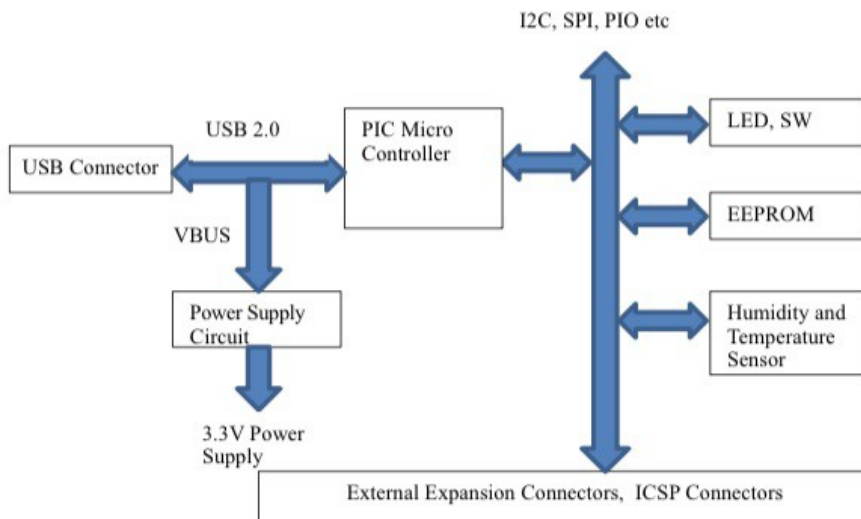 I2C, SPI, PIO etc
USB 2.0
PIC Micro
Controller
LED, SW
USB Connector
EEPROM
VBUS
Power Supply
Circuit
Humidity and
Temperature
Sensor
3.3V Power
Supply
External Expansion Connectors, ICSP Connectors